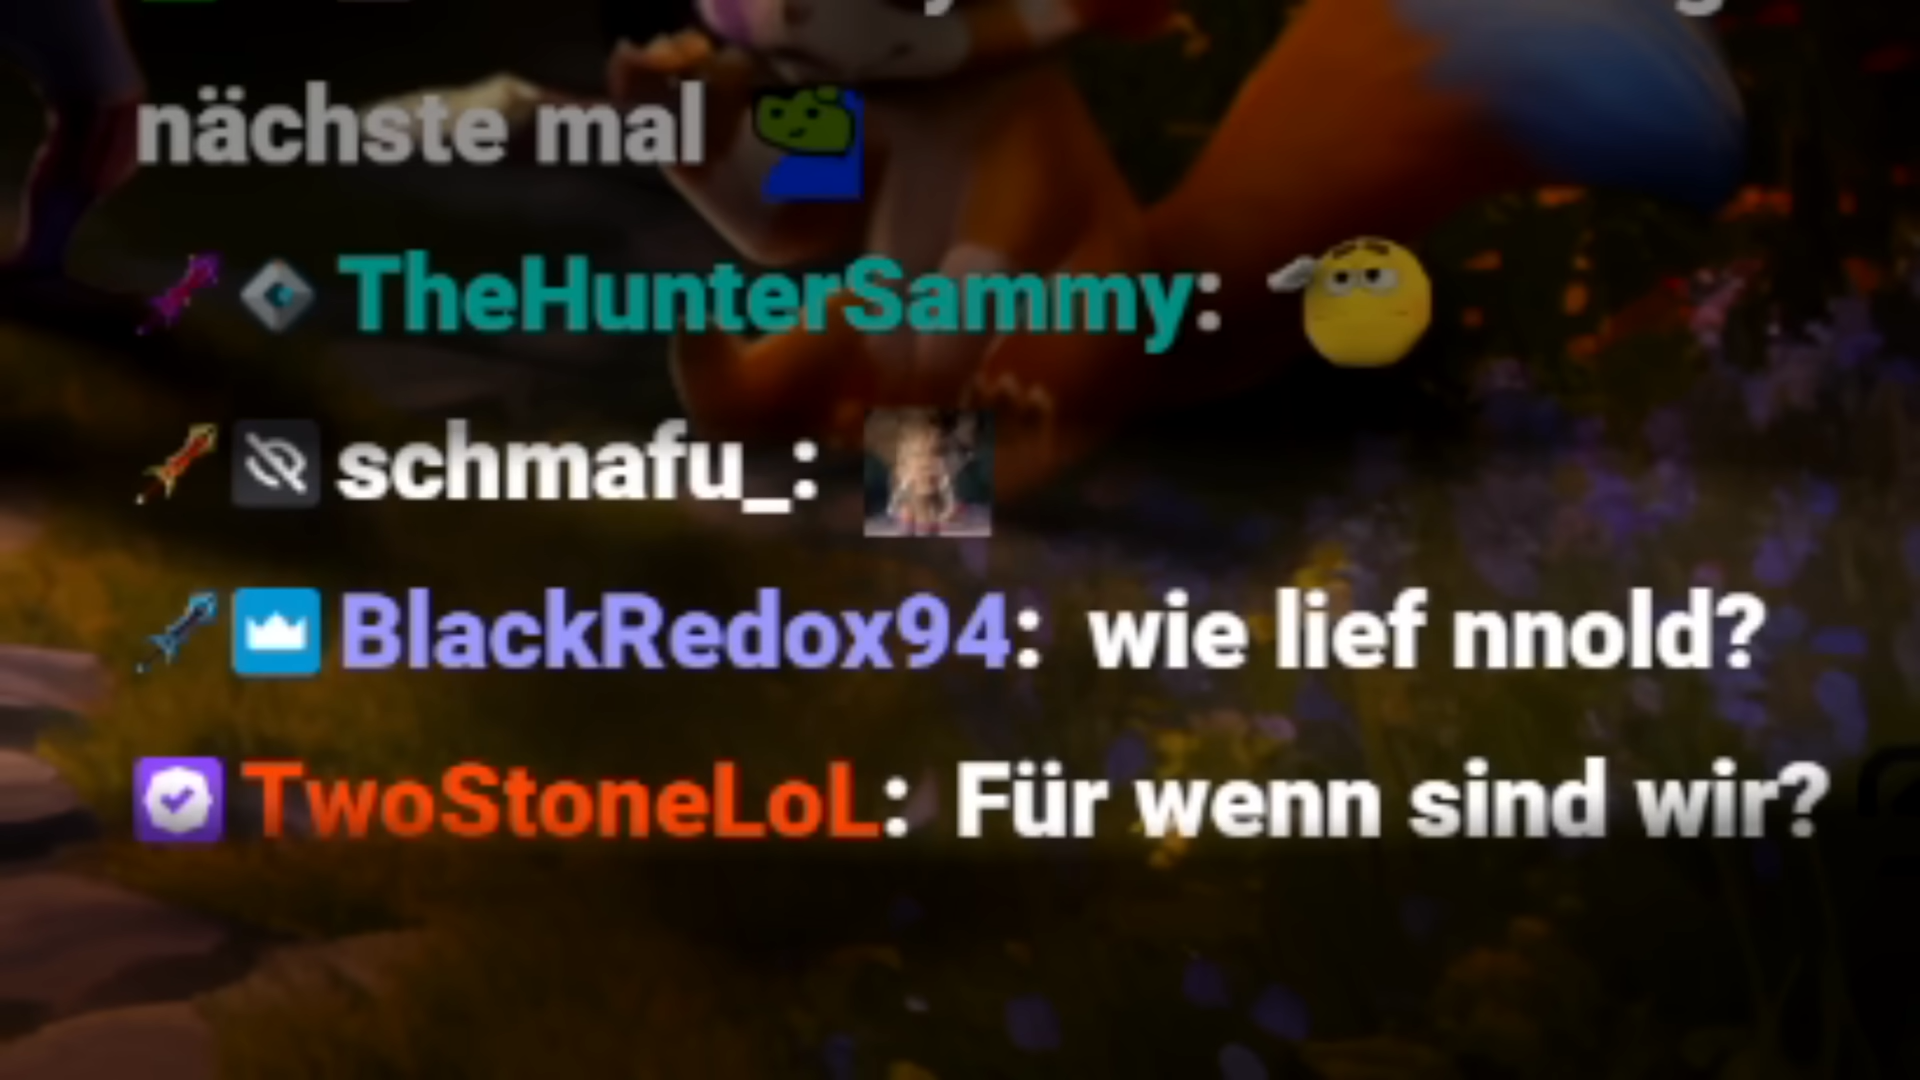 nächste mal
TheHunterSammy:
schmafu_:
BlackRedox94: wie lief nnold?
TwoStoneLoL: Für wenn sind wir?